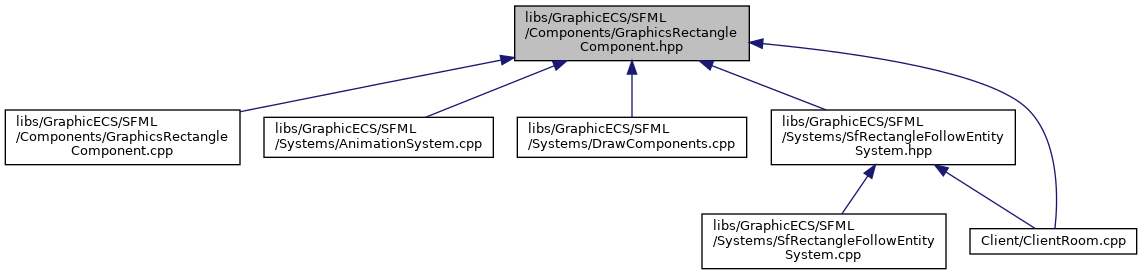 libs/GraphicECS/SFML
/Components/GraphicsRectangle
Component.hpp
libs/GraphicECS/SFML
/Components/GraphicsRectangle
Component.cpp
libs/GraphicECS/SFML
/Systems/AnimationSystem.cpp
libs/GraphicECS/SFML
/Systems/DrawComponents.cpp
libs/GraphicECS/SFML
/Systems/SfRectangleFollowEntity
System.hpp
libs/GraphicECS/SFML
/Systems/SfRectangleFollowEntity
System.cpp
Client/ClientRoom.cpp